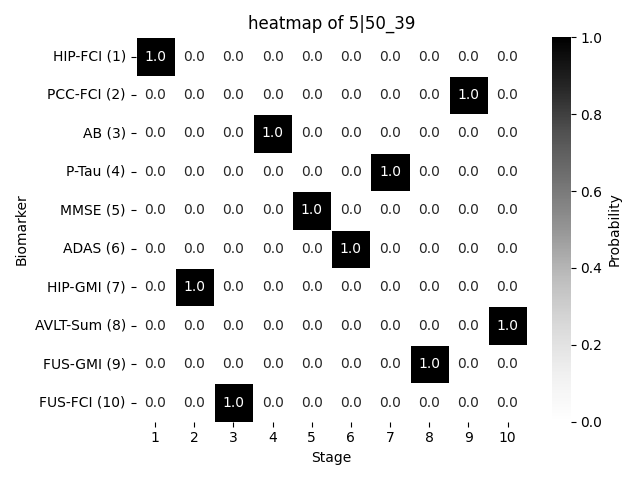 heatmap of 5|50_39
HIP-FCI (1) 1.0 0.0 0.0 0.0 0.0 0.0 0.0 0.0 0.0 0.0
PCC-FCI (2) 0.0 0.0 0.0 0.0 0.0 0.0 0.0 0.0 1.0 0.0
AB (3) 0.0 0.0 0.0 1.0 0.0 0.0 0.0 0.0 0.0 0.0
P-Tau (4) 0.0 0.0 0.0 0.0 0.0 0.0 1.0 0.0 0.0 0.0
MMSE (5) 0.0 0.0 0.0 0.0 1.0 0.0 0.0 0.0 0.0 0.0
ADAS (6) 0.0 0.0 0.0 0.0 0.0 1.0 0.0 0.0 0.0 0.0
HIP-GMI (7) 0.0 1.0 0.0 0.0 0.0 0.0 0.0 0.0 0.0 0.0
AVLT-Sum (8) 0.0 0.0 0.0 0.0 0.0 0.0 0.0 0.0 0.0 1.0
FUS-GMI (9) 0.0 0.0 0.0 0.0 0.0 0.0 0.0 1.0 0.0 0.0
FUS-FCI (10) 0.0 0.0 1.0 0.0 0.0 0.0 0.0 0.0 0.0 0.0
1 2 3 4 5 6 7 8 9 10
Stage
Biomarker
1.0
0.8
0.6
0.4
0.2
0.0
Probability